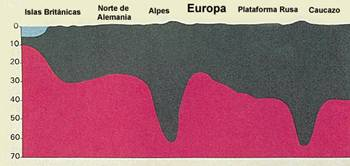 Europa
Islas Británicas
Norte de
Alemania
Alpes
Plataforma Rusa
Caucazo
0
10
20
30
40
50
60
70